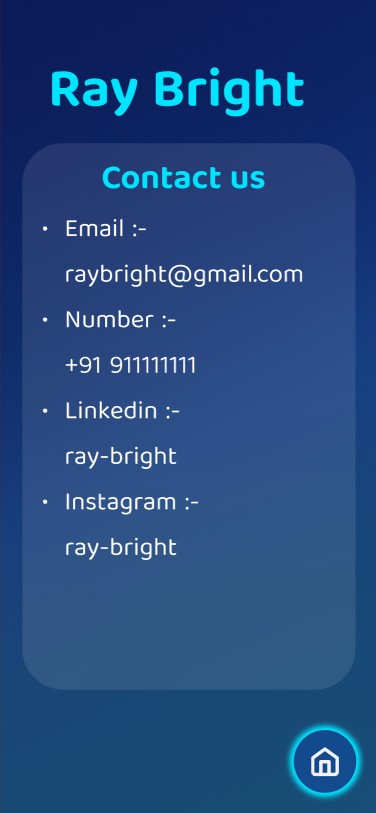 Ray Bright
Contact us
• Email :-
raybright@gmail.com
• Number :-
+91 911111111
• Linkedin :-
ray-bright
• Instagram :-
ray-bright